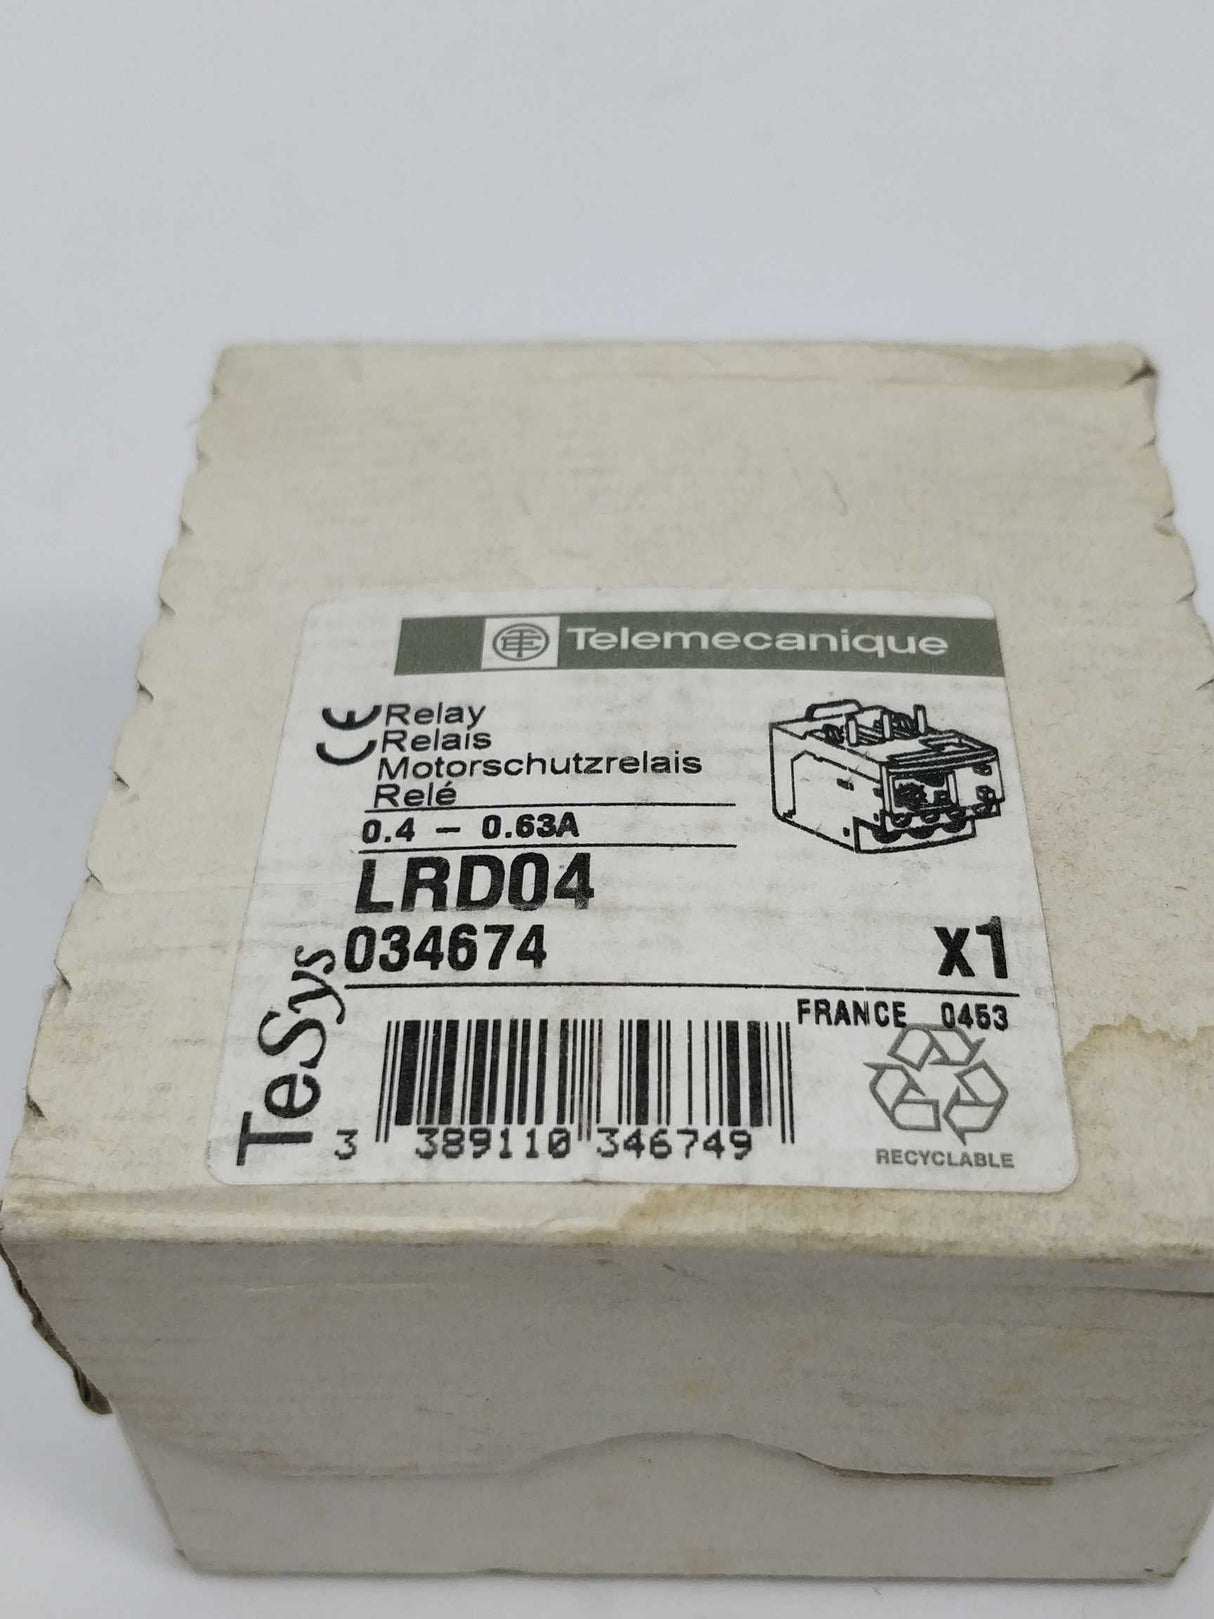 Telemecanique
CE Relay
Relais
Motorschutzrelais
Relé
0.4 - 0.63A
LRD04
034674
X1
TeSys
FRANCE 0453
3 389110 346749
RECYCLABLE